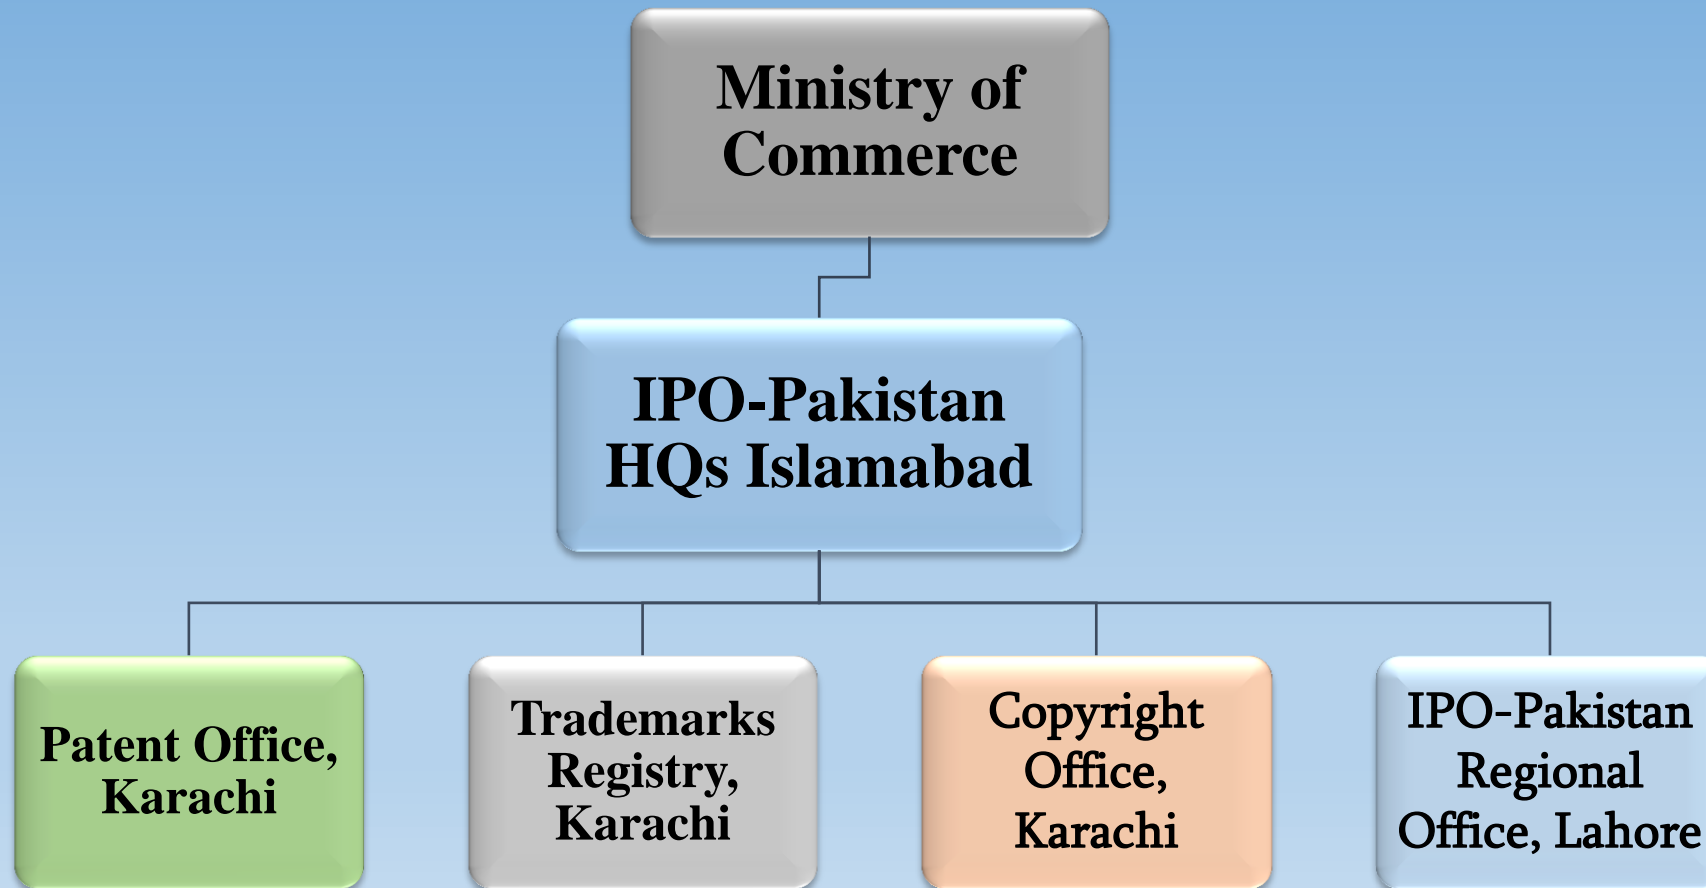 Ministry of
Commerce
IPO-Pakistan
HQs Islamabad
Patent Office,
Karachi
Trademarks
Registry,
Karachi
Copyright
Office,
Karachi
IPO-Pakistan
Regional
Office, Lahore